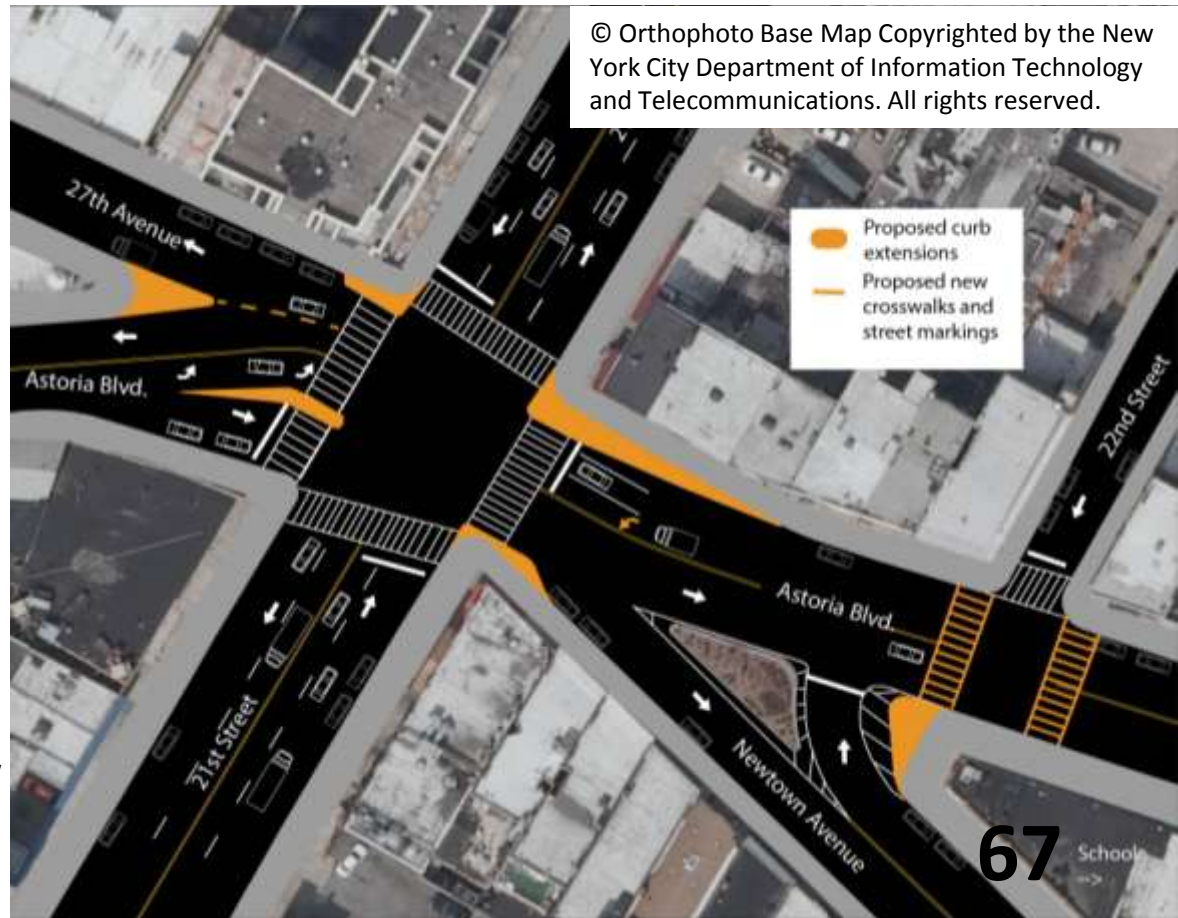 © Orthophoto Base Map Copyrighted by the New
York City Department of Information Technology
and Telecommunications. All rights reserved.
27th Avenue
Proposed curb
extensions
Proposed new
crosswalks and
street markings
Astoria Blvd.
22nd Street
Astoria Blvd.
21st Street
Newtown Avenue
67
School
-->